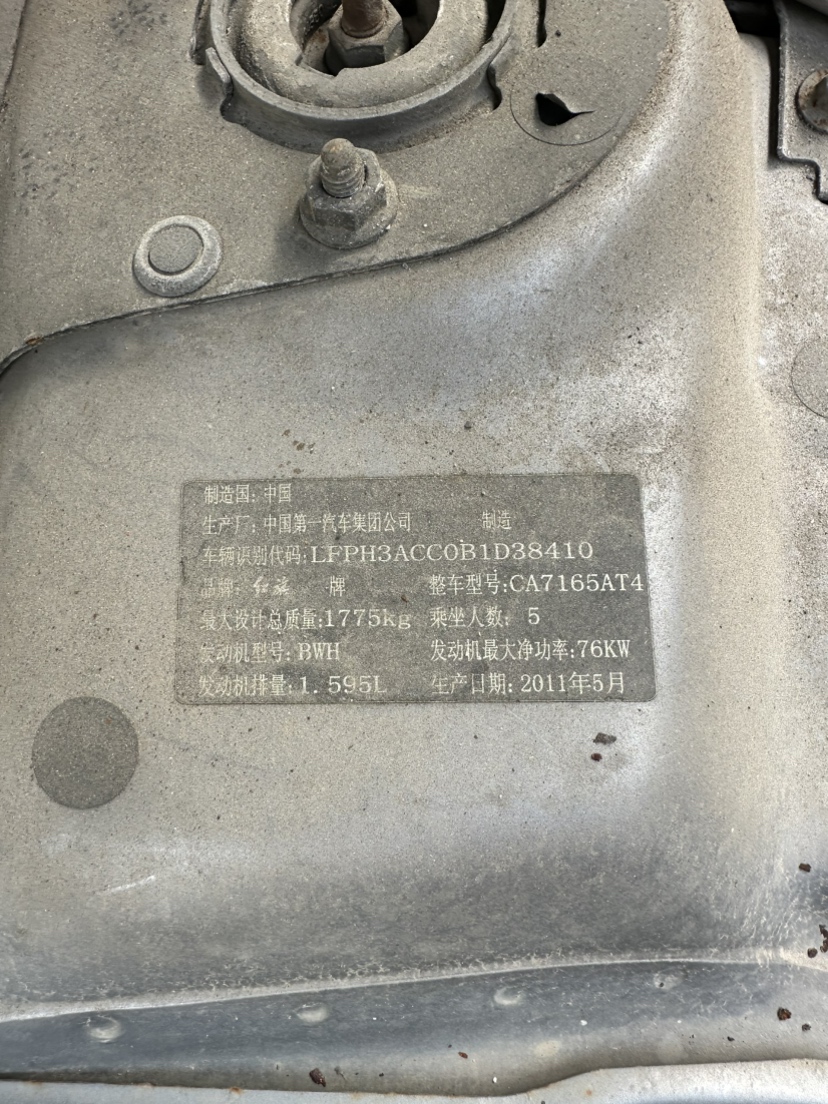 制造国：中国
生产厂：中国第一汽车集团公司 制造
车辆识别代码：LFPH3ACC0B1D38410
品牌：红旗 牌 整车型号：CA7165AT4
最大设计总质量：1775kg 乘坐人数：5
发动机型号：BWH 发动机最大净功率：76KW
发动机排量：1.595L 生产日期：2011年5月